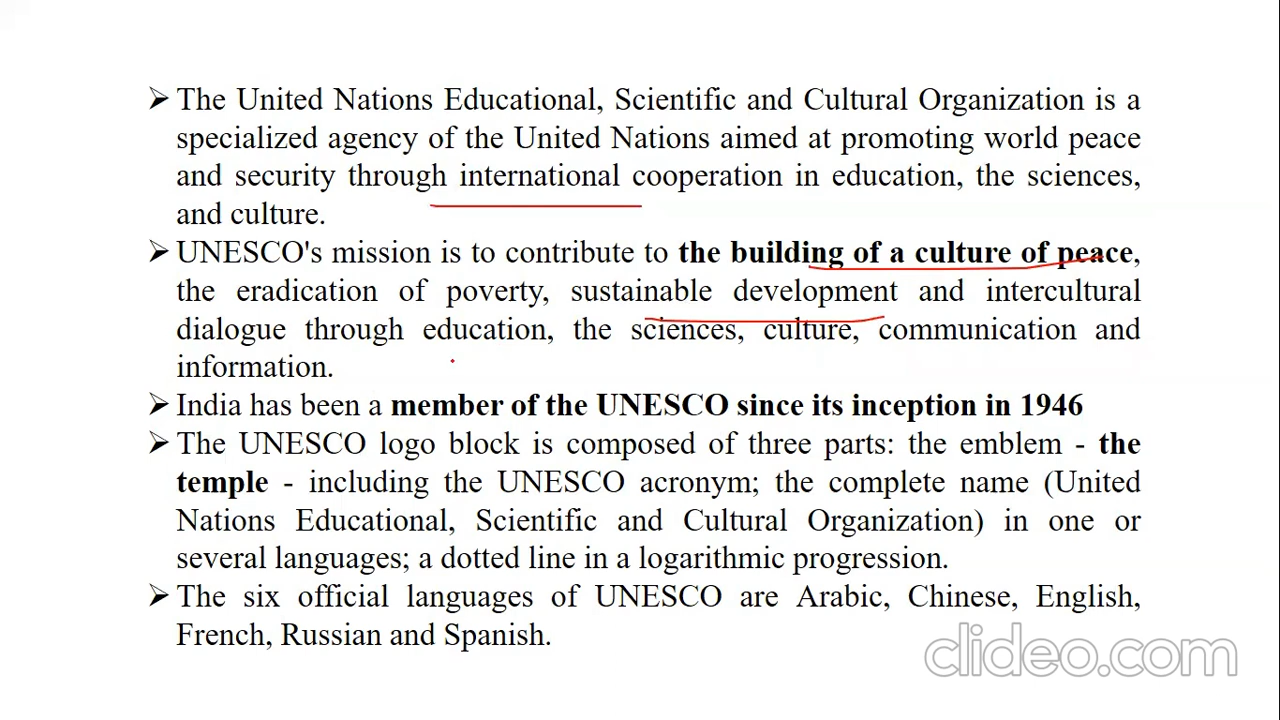 ➢ The United Nations Educational, Scientific and Cultural Organization is a
specialized agency of the United Nations aimed at promoting world peace
and security through international cooperation in education, the sciences,
and culture.
➢ UNESCO's mission is to contribute to the building of a culture of peace,
the eradication of poverty, sustainable development and intercultural
dialogue through education, the sciences, culture, communication and
information.
➢ India has been a member of the UNESCO since its inception in 1946
➢ The UNESCO logo block is composed of three parts: the emblem - the
temple - including the UNESCO acronym; the complete name (United
Nations Educational, Scientific and Cultural Organization) in one or
several languages; a dotted line in a logarithmic progression.
➢ The six official languages of UNESCO are Arabic, Chinese, English,
French, Russian and Spanish.
clideo.com